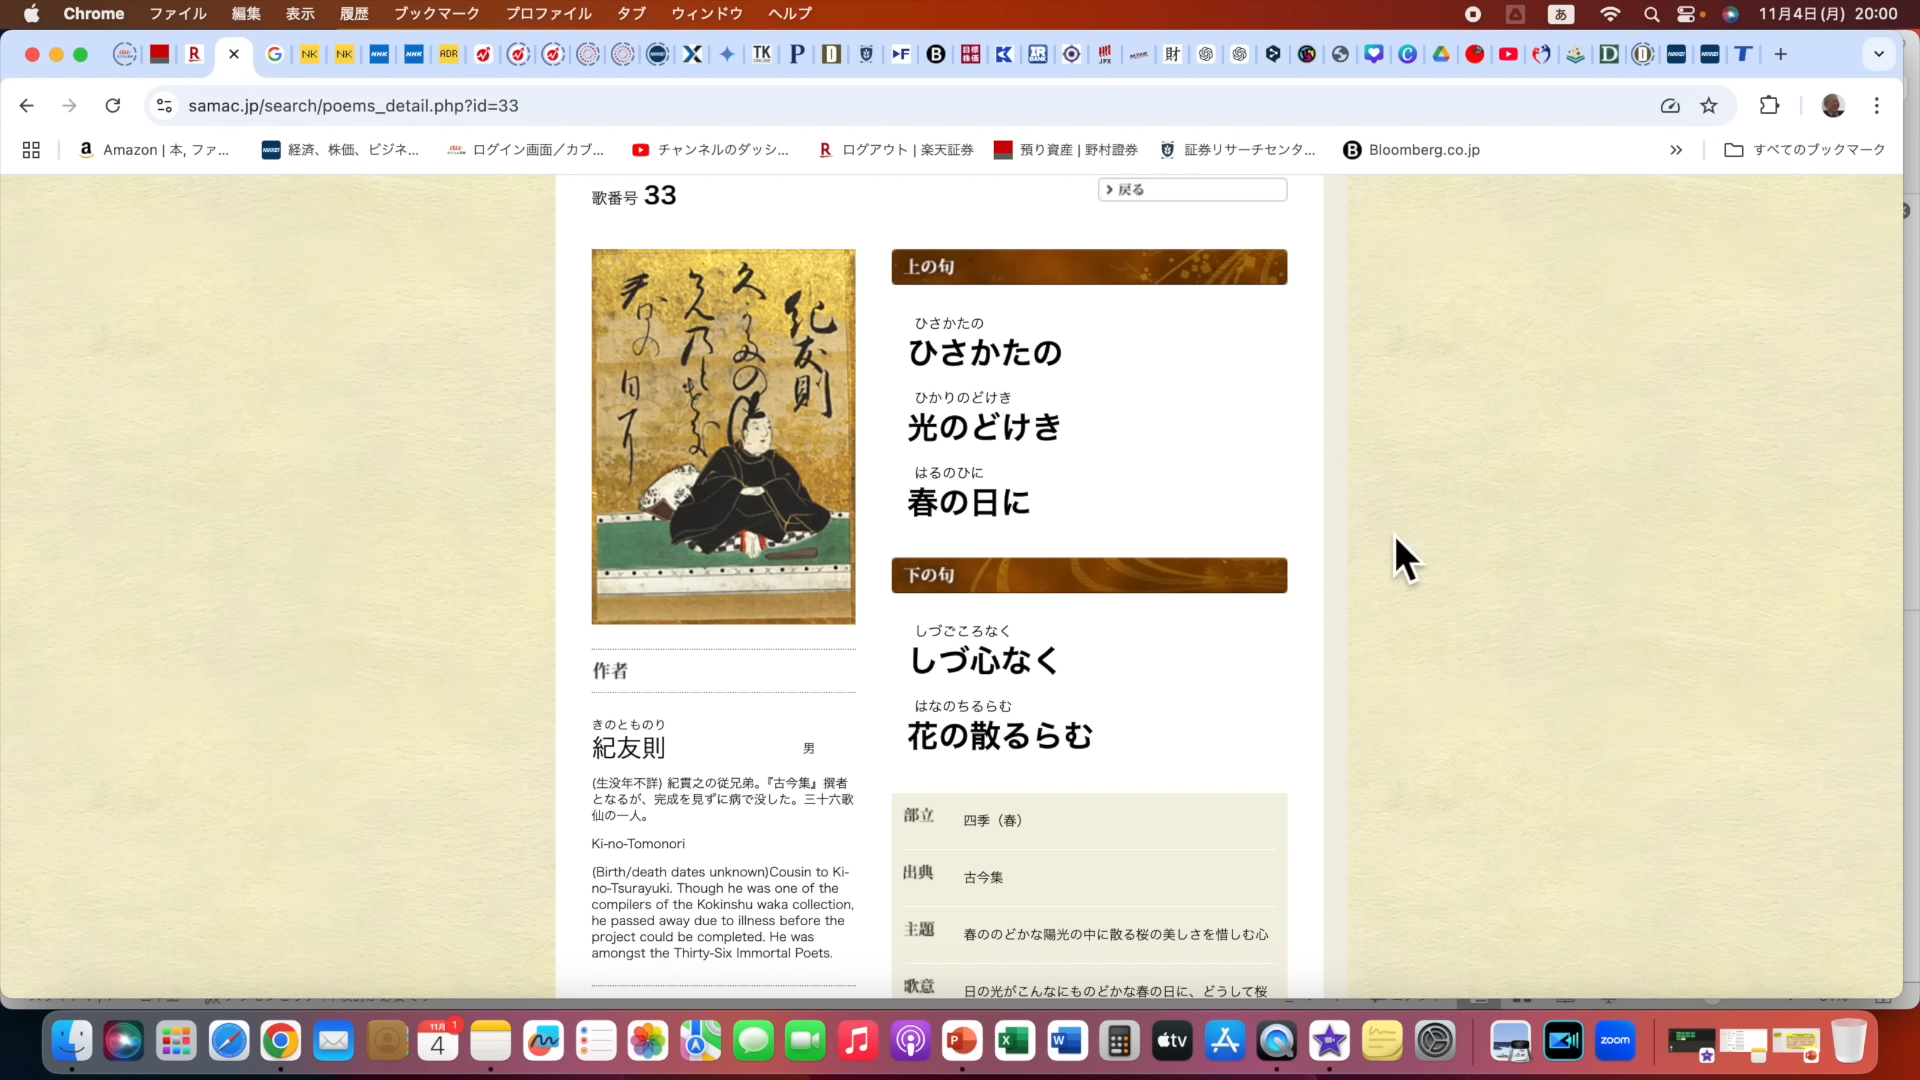 Chrome ファイル 編集 表示 履歴 ブックマーク プロファイル タブ ウィンドウ ヘルプ あ 11月4日(月) 20:00
samac.jp/search/poems_detail.php?id=33
Amazon | 本, ファ... 経済、株価、ビジネ... ログイン画面／カブ... チャンネルのダッシ... ログアウト | 楽天証券 預り資産 | 野村證券 証券リサーチセンタ... Bloomberg.co.jp すべてのブックマーク
歌番号 33
戻る
紀友則
上の句
ひさかたの
ひさかたの
ひかりのどけき
光のどけき
はるのひに
春の日に
下の句
しづごころなく
しづ心なく
はなのちるらむ
花の散るらむ
作者
きのとものり
紀友則 男
(生没年不詳) 紀貫之の従兄弟。『古今集』撰者
となるが、完成を見ずに病で没した。三十六歌
仙の一人。
Ki-no-Tomonori
(Birth/death dates unknown)Cousin to Ki-
no-Tsurayuki. Though he was one of the
compilers of the Kokinshu waka collection,
he passed away due to illness before the
project could be completed. He was
amongst the Thirty-Six Immortal Poets.
部立 四季（春）
出典 古今集
主題 春ののどかな陽光の中に散る桜の美しさを惜しむ心
歌意 日の光がこんなにものどかな春の日に、どうして桜
11月 1
4
tv
zoom